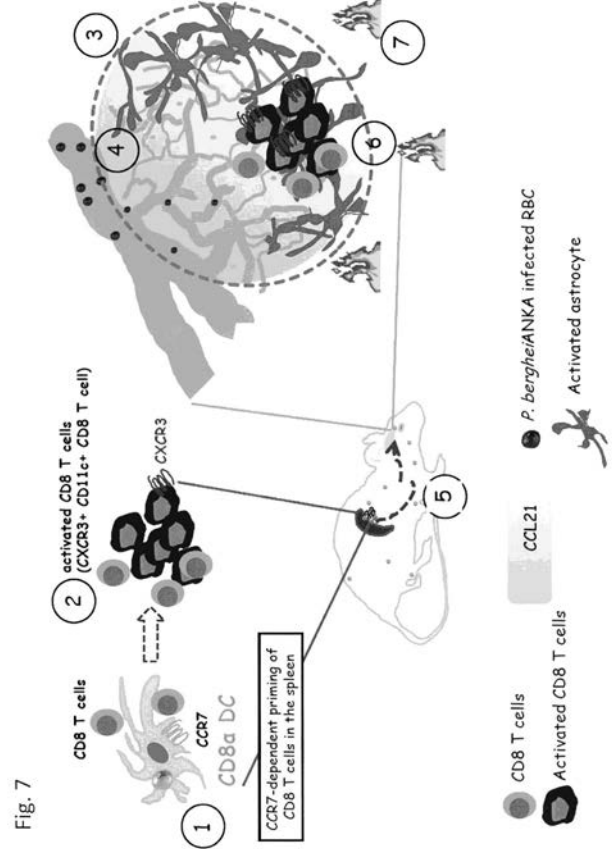 Fig. 7
1
CD8 T cells
CCR7
CD8α DC
CCR7-dependent priming of
CD8 T cells in the spleen
2
activated CD8 T cells
(CXCR3+ CD11c+ CD8 T cell)
CXCR3
3
4
5
6
7
CD8 T cells
Activated CD8 T cells
CCL21
P. bergheiANKA infected RBC
Activated astrocyte